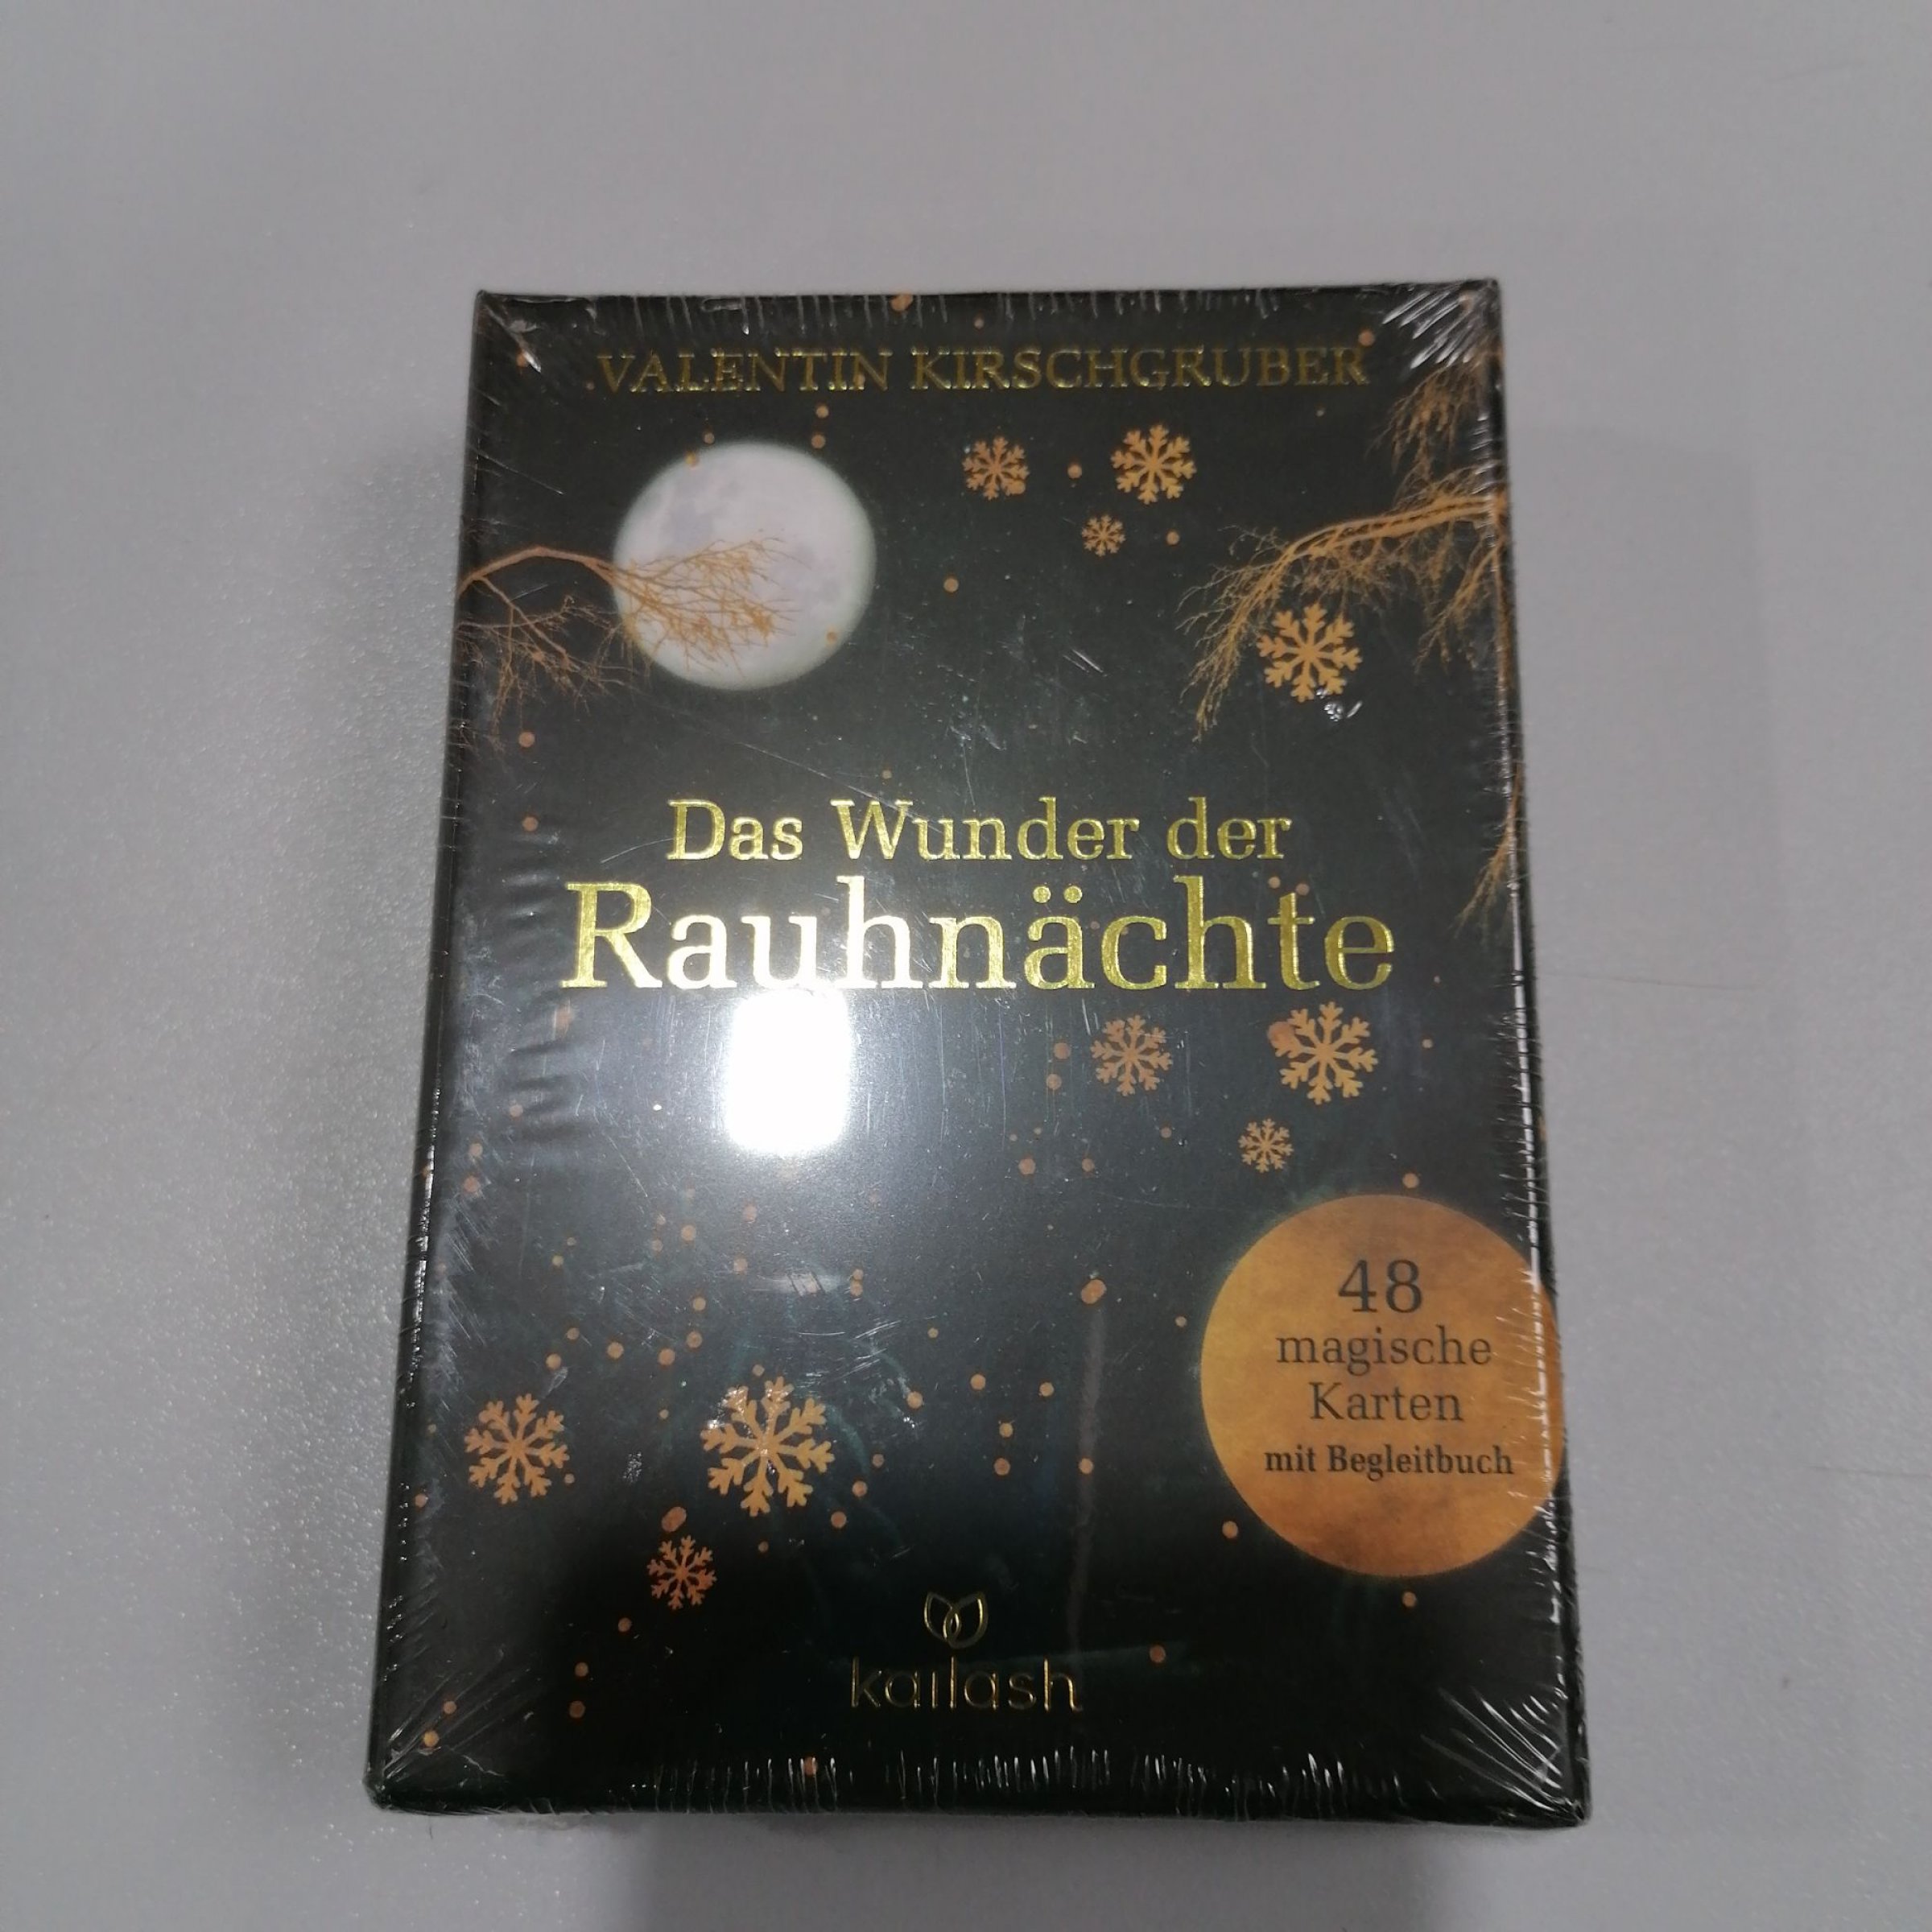 VALENTIN KIRSCHGRUBER
Das Wunder der
Rauhnächte
48
magische
Karten
mit Begleitbuch
kailash